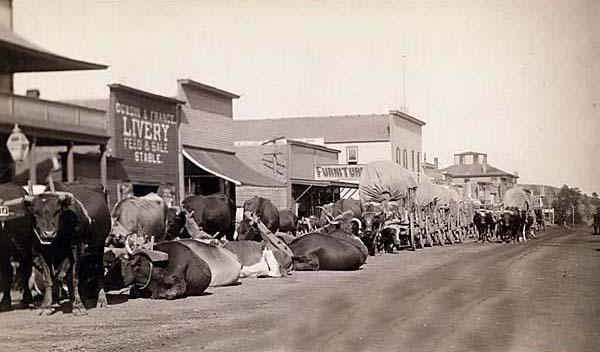 LIVERY
FEED & SALE
STABLE.
FURNITURE